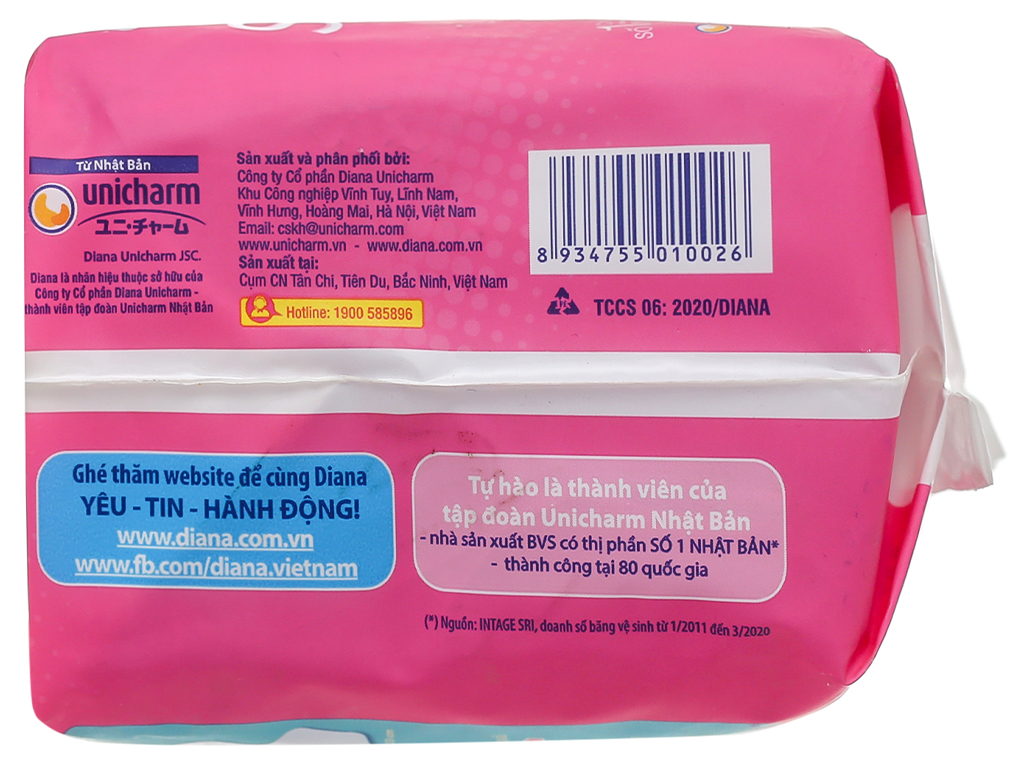 Từ Nhật Bản
unicharm
ユニ・チャーム
Diana Unicharm JSC.
Diana là nhãn hiệu thuộc sở hữu của
Công ty Cổ phần Diana Unicharm -
thành viên tập đoàn Unicharm Nhật Bản
Sản xuất và phân phối bởi:
Công ty Cổ phần Diana Unicharm
Khu Công nghiệp Vĩnh Tuy, Lĩnh Nam,
Vĩnh Hưng, Hoàng Mai, Hà Nội, Việt Nam
Email: cskh@unicharm.com
www.unicharm.vn - www.diana.com.vn
Sản xuất tại:
Cụm CN Tân Chi, Tiên Du, Bắc Ninh, Việt Nam
Hotline: 1900 585896
8 934755 010026
TCCS 06: 2020/DIANA
Ghé thăm website để cùng Diana
YÊU - TIN - HÀNH ĐỘNG!
www.diana.com.vn
www.fb.com/diana.vietnam
Tự hào là thành viên của
tập đoàn Unicharm Nhật Bản
- nhà sản xuất BVS có thị phần SỐ 1 NHẬT BẢN*
- thành công tại 80 quốc gia
(*) Nguồn: INTAGE SRI, doanh số băng vệ sinh từ 1/2011 đến 3/2020